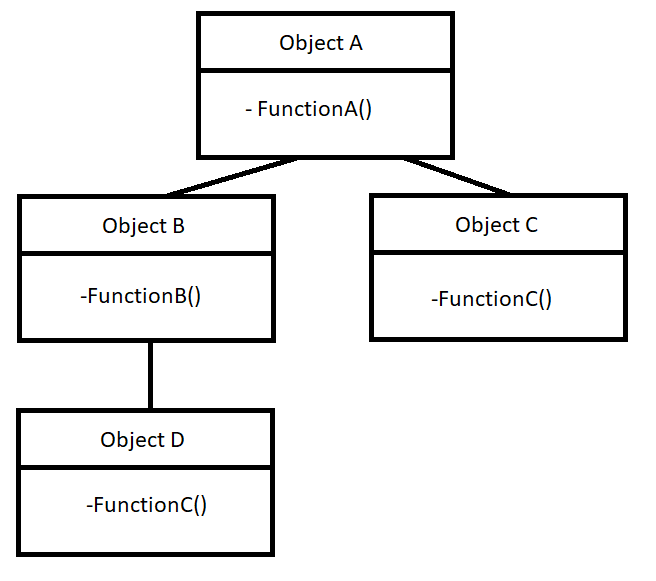 Object A
- FunctionA()
Object B
-FunctionB()
Object C
-FunctionC()
Object D
-FunctionC()